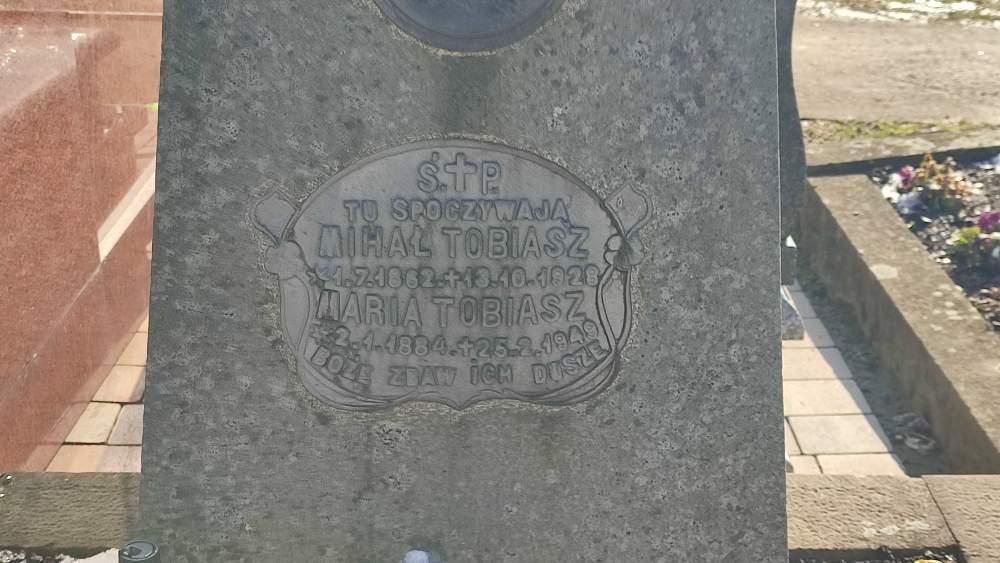 Ś.✝P.
TU SPOCZYWAJĄ
MIHAŁ TOBIASZ
*1.7.1862.✝13.10.1928
MARIA TOBIASZ
*2.1.1884.✝25.2.1949
BOŻE ZBAW ICH DUSZE